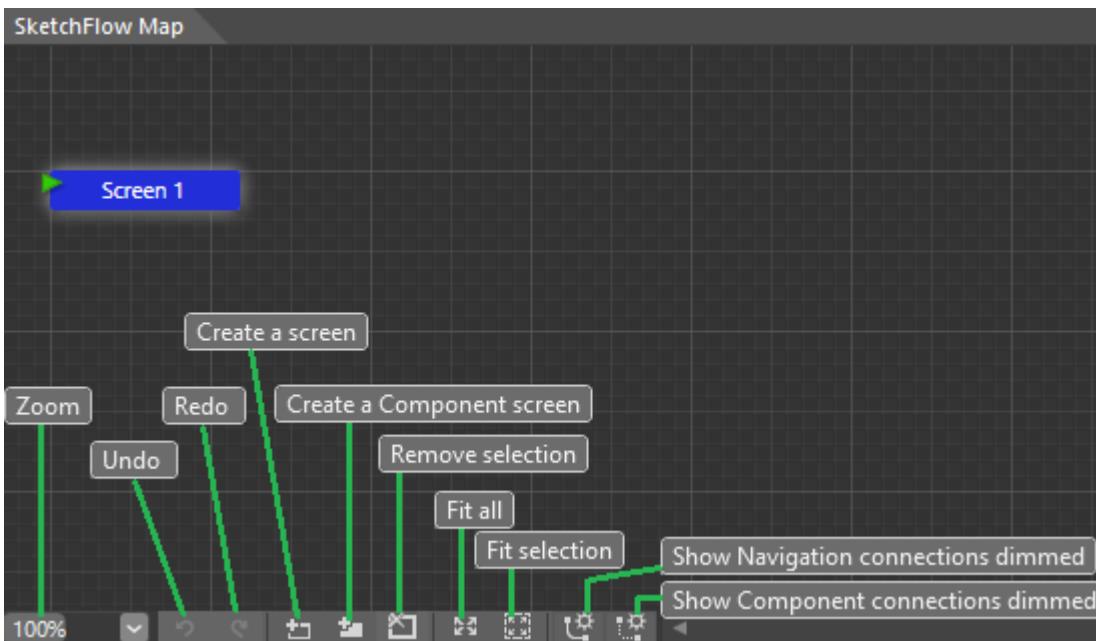 SketchFlow Map
Screen 1
Create a screen
Zoom
Redo
Create a Component screen
Undo
Remove selection
Fit all
Fit selection
Show Navigation connections dimmed
Show Component connections dimmed
100%